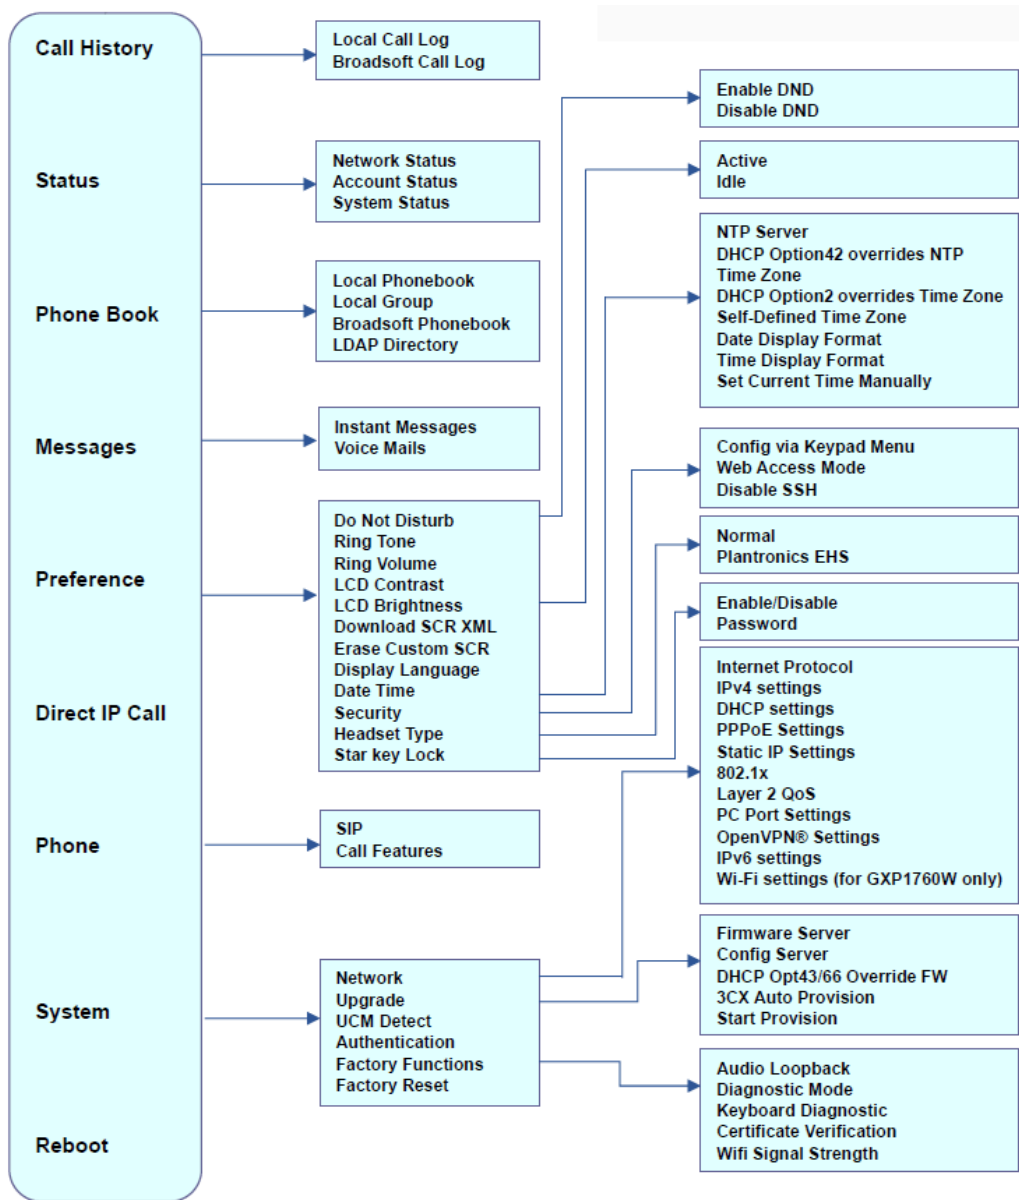 Call History
Status
Phone Book
Messages
Preference
Direct IP Call
Phone
System
Reboot
Local Call Log
Broadsoft Call Log
Network Status
Account Status
System Status
Local Phonebook
Local Group
Broadsoft Phonebook
LDAP Directory
Instant Messages
Voice Mails
Do Not Disturb
Ring Tone
Ring Volume
LCD Contrast
LCD Brightness
Download SCR XML
Erase Custom SCR
Display Language
Date Time
Security
Headset Type
Star key Lock
SIP
Call Features
Network
Upgrade
UCM Detect
Authentication
Factory Functions
Factory Reset
Enable DND
Disable DND
Active
Idle
NTP Server
DHCP Option42 overrides NTP
Time Zone
DHCP Option2 overrides Time Zone
Self-Defined Time Zone
Date Display Format
Time Display Format
Set Current Time Manually
Config via Keypad Menu
Web Access Mode
Disable SSH
Normal
Plantronics EHS
Enable/Disable
Password
Internet Protocol
IPv4 settings
DHCP settings
PPPoE Settings
Static IP Settings
802.1x
Layer 2 QoS
PC Port Settings
OpenVPN® Settings
IPv6 settings
Wi-Fi settings (for GXP1760W only)
Firmware Server
Config Server
DHCP Opt43/66 Override FW
3CX Auto Provision
Start Provision
Audio Loopback
Diagnostic Mode
Keyboard Diagnostic
Certificate Verification
Wifi Signal Strength